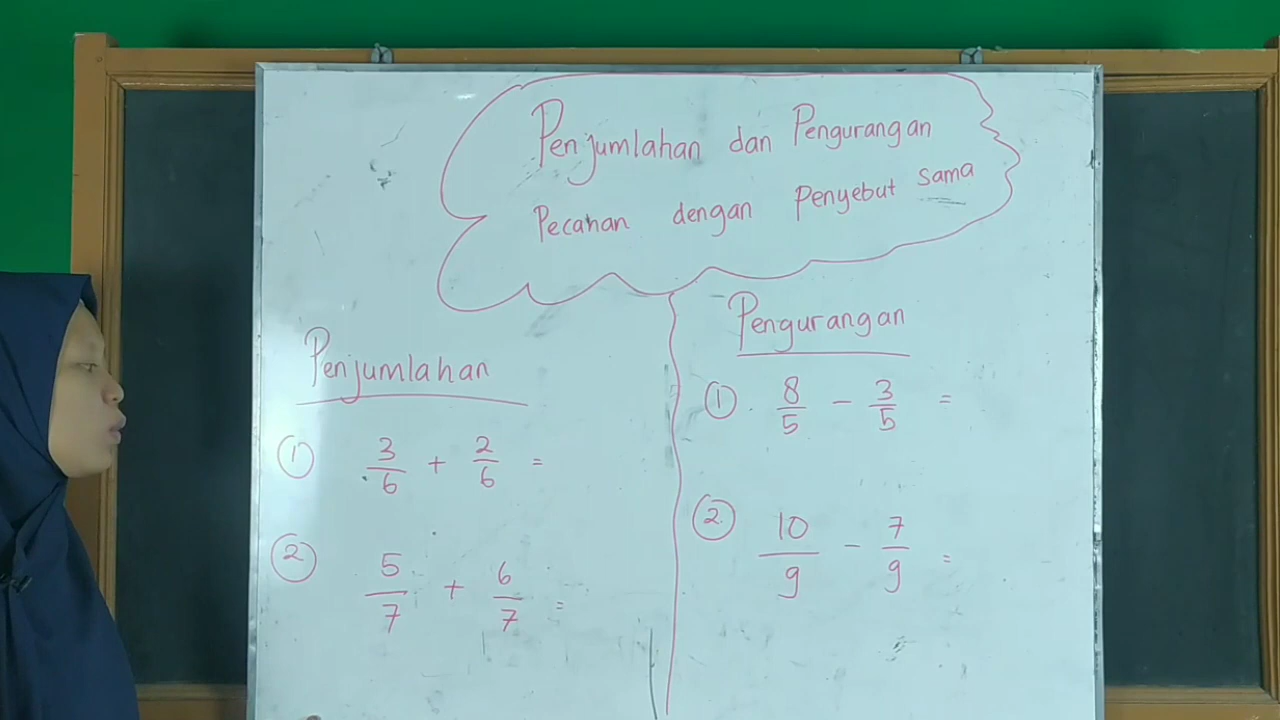 Penjumlahan dan Pengurangan
Pecahan dengan Penyebut sama
Penjumlahan
① 3/6 + 2/6 =
② 5/7 + 6/7 =
Pengurangan
① 8/5 - 3/5 =
② 10/9 - 7/9 =